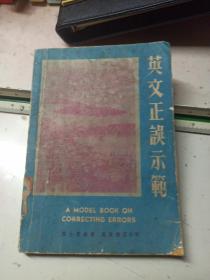 英文正誤示範
A MODEL BOOK ON
CORRECTING ERRORS